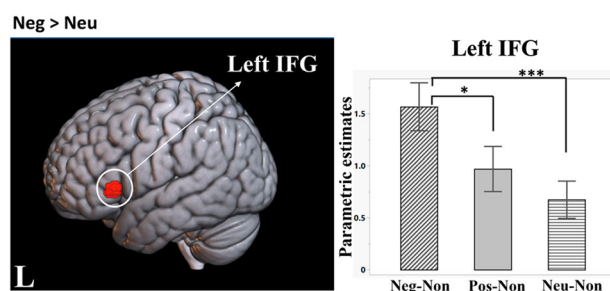 Neg > Neu
Left IFG
L
Left IFG
Parametric estimates
1.5
1
0.5
0
***
*
Neg-Non Pos-Non Neu-Non